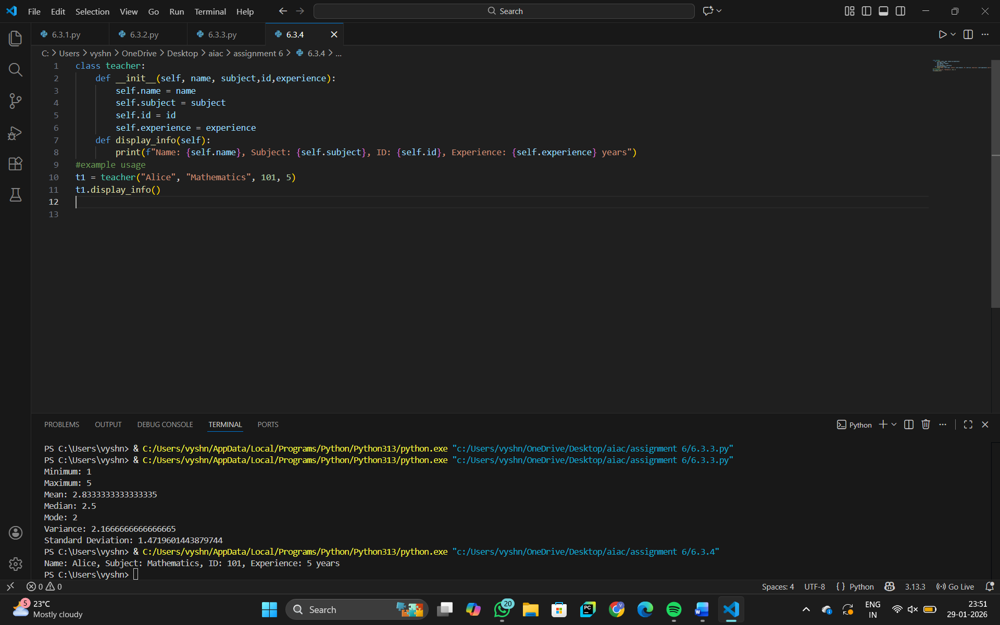 File Edit Selection View Go Run Terminal Help
Search
6.3.1.py 6.3.2.py 6.3.3.py 6.3.4
C: > Users > vyshn > OneDrive > Desktop > aiac > assignment 6 > 6.3.4 > ...
1 class teacher:
2 def __init__(self, name, subject,id,experience):
3 self.name = name
4 self.subject = subject
5 self.id = id
6 self.experience = experience
7 def display_info(self):
8 print(f"Name: {self.name}, Subject: {self.subject}, ID: {self.id}, Experience: {self.experience} years")
9 #example usage
10 t1 = teacher("Alice", "Mathematics", 101, 5)
11 t1.display_info()
12
13
PROBLEMS OUTPUT DEBUG CONSOLE TERMINAL PORTS
Python
PS C:\Users\vyshn> & C:/Users/vyshn/AppData/Local/Programs/Python/Python313/python.exe "c:/Users/vyshn/OneDrive/Desktop/aiac/assignment 6/6.3.3.py"
PS C:\Users\vyshn> & C:/Users/vyshn/AppData/Local/Programs/Python/Python313/python.exe "c:/Users/vyshn/OneDrive/Desktop/aiac/assignment 6/6.3.3.py"
Minimum: 1
Maximum: 5
Mean: 2.8333333333333335
Median: 2.5
Mode: 2
Variance: 2.1666666666666665
Standard Deviation: 1.4719601443879744
PS C:\Users\vyshn> & C:/Users/vyshn/AppData/Local/Programs/Python/Python313/python.exe "c:/Users/vyshn/OneDrive/Desktop/aiac/assignment 6/6.3.4"
Name: Alice, Subject: Mathematics, ID: 101, Experience: 5 years
PS C:\Users\vyshn>
0 0
Spaces: 4 UTF-8 { } Python 3.13.3 Go Live
5
23°C
Mostly cloudy
Search
20
PC
V
W
ENG
IN
23:51
29-01-2026